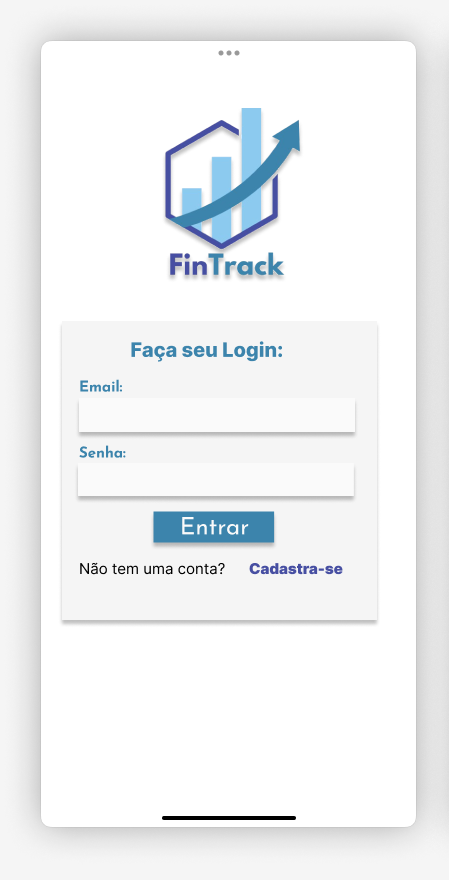 FinTrack
Faça seu Login:
Email:
Senha:
Entrar
Não tem uma conta? Cadastra-se